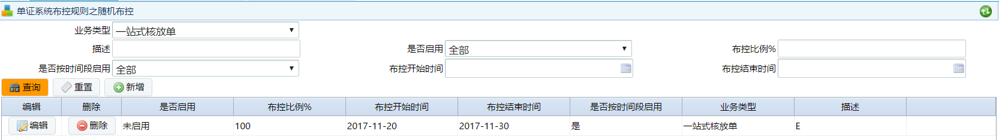 单证系统布控规则之随机布控
业务类型 一站式核放单
描述 是否启用 全部 布控比例%
是否按时间段启用 全部 布控开始时间 布控结束时间
查询 重置 新增
编辑 删除 是否启用 布控比例% 布控开始时间 布控结束时间 是否按时间段启用 业务类型 描述
编辑 删除 未启用 100 2017-11-20 2017-11-30 是 一站式核放单 E